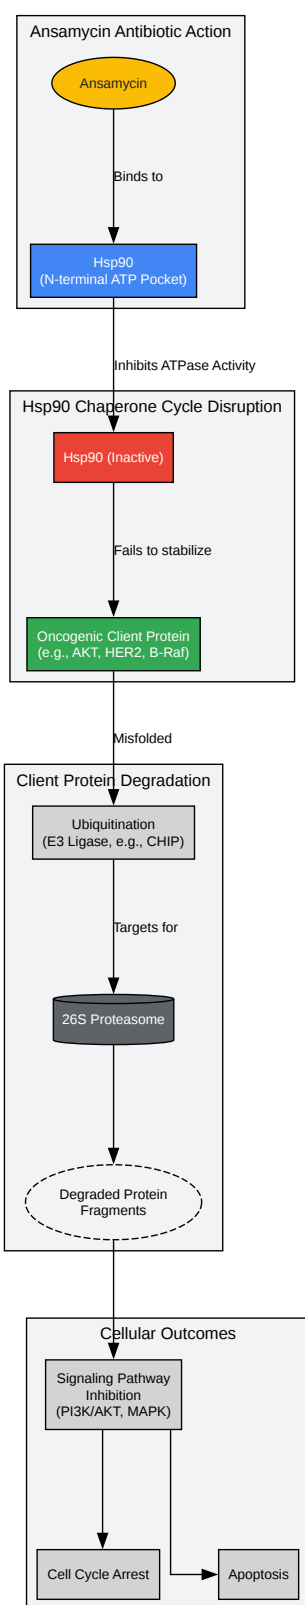 Ansamycin Antibiotic Action
Ansamycin
Binds to
Hsp90
(N-terminal ATP Pocket)
Inhibits ATPase Activity
Hsp90 Chaperone Cycle Disruption
Hsp90 (Inactive)
Fails to stabilize
Oncogenic Client Protein
(e.g., AKT, HER2, B-Raf)
Misfolded
Client Protein Degradation
Ubiquitination
(E3 Ligase, e.g., CHIP)
Targets for
26S Proteasome
Degraded Protein
Fragments
Cellular Outcomes
Signaling Pathway
Inhibition
(PI3K/AKT, MAPK)
Cell Cycle Arrest
Apoptosis